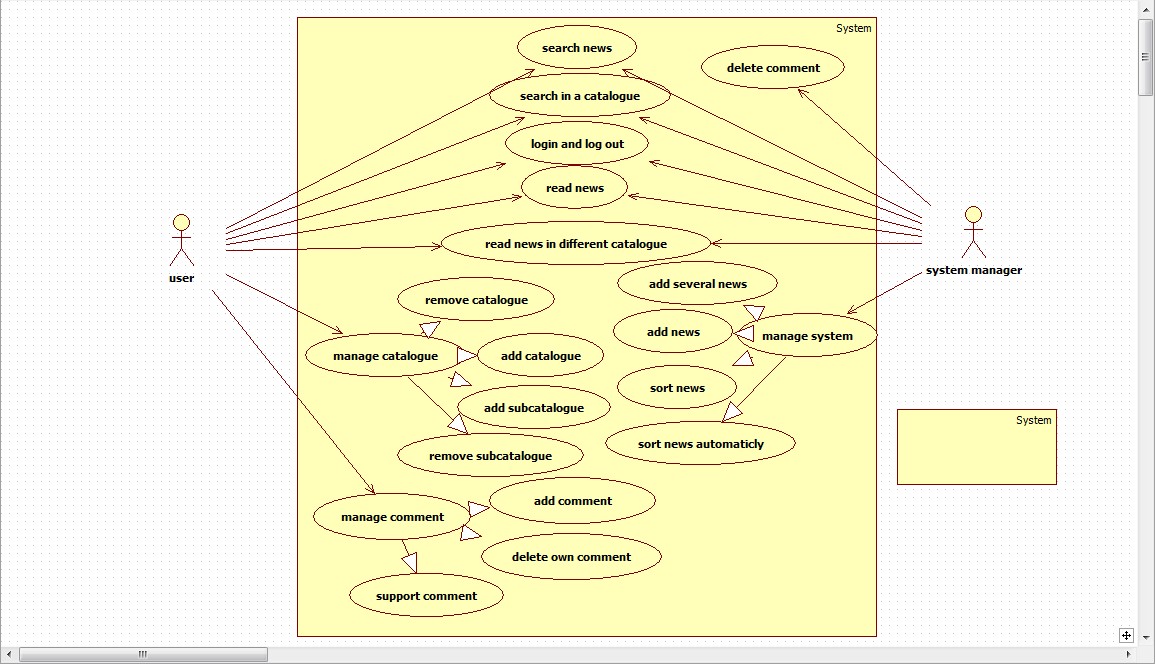 System
search news
delete comment
search in a catalogue
login and log out
read news
read news in different catalogue
user
system manager
add several news
remove catalogue
add news
manage system
manage catalogue
add catalogue
sort news
add subcatalogue
System
sort news automaticly
remove subcatalogue
add comment
manage comment
delete own comment
support comment